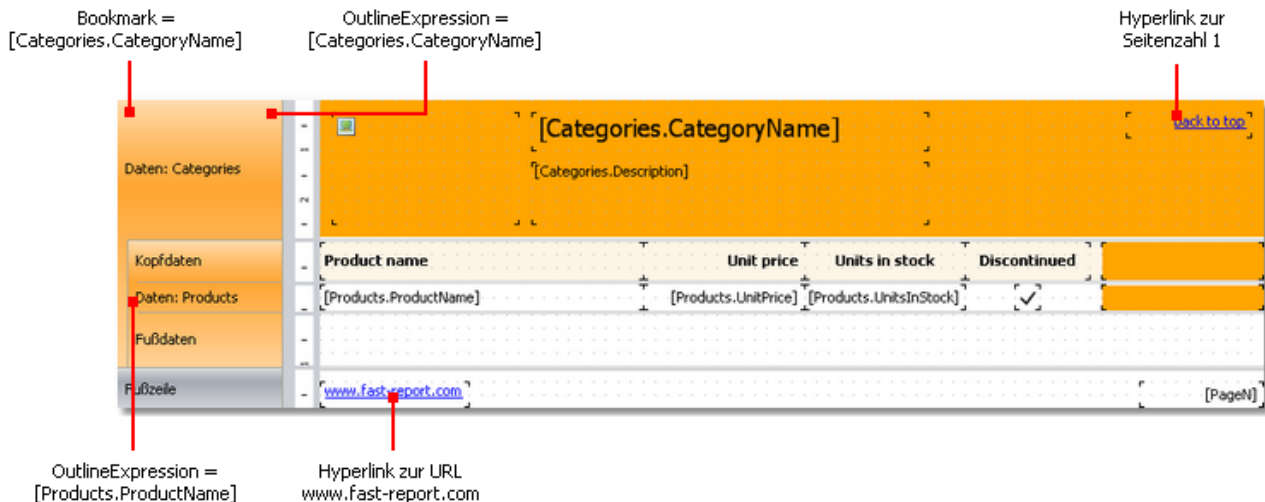 Bookmark =
[Categories.CategoryName]
OutlineExpression =
[Categories.CategoryName]
Hyperlink zur
Seitenzahl 1
Daten: Categories
[Categories.CategoryName]
back to top
[Categories.Description]
1
2
Kopfdaten
Product name
Unit price
Units in stock
Discontinued
Daten: Products
[Products.ProductName]
[Products.UnitPrice]
[Products.UnitsInStock]
Fußdaten
Fußzeile
www.fast-report.com
[PageN]
OutlineExpression =
[Products.ProductName]
Hyperlink zur URL
www.fast-report.com